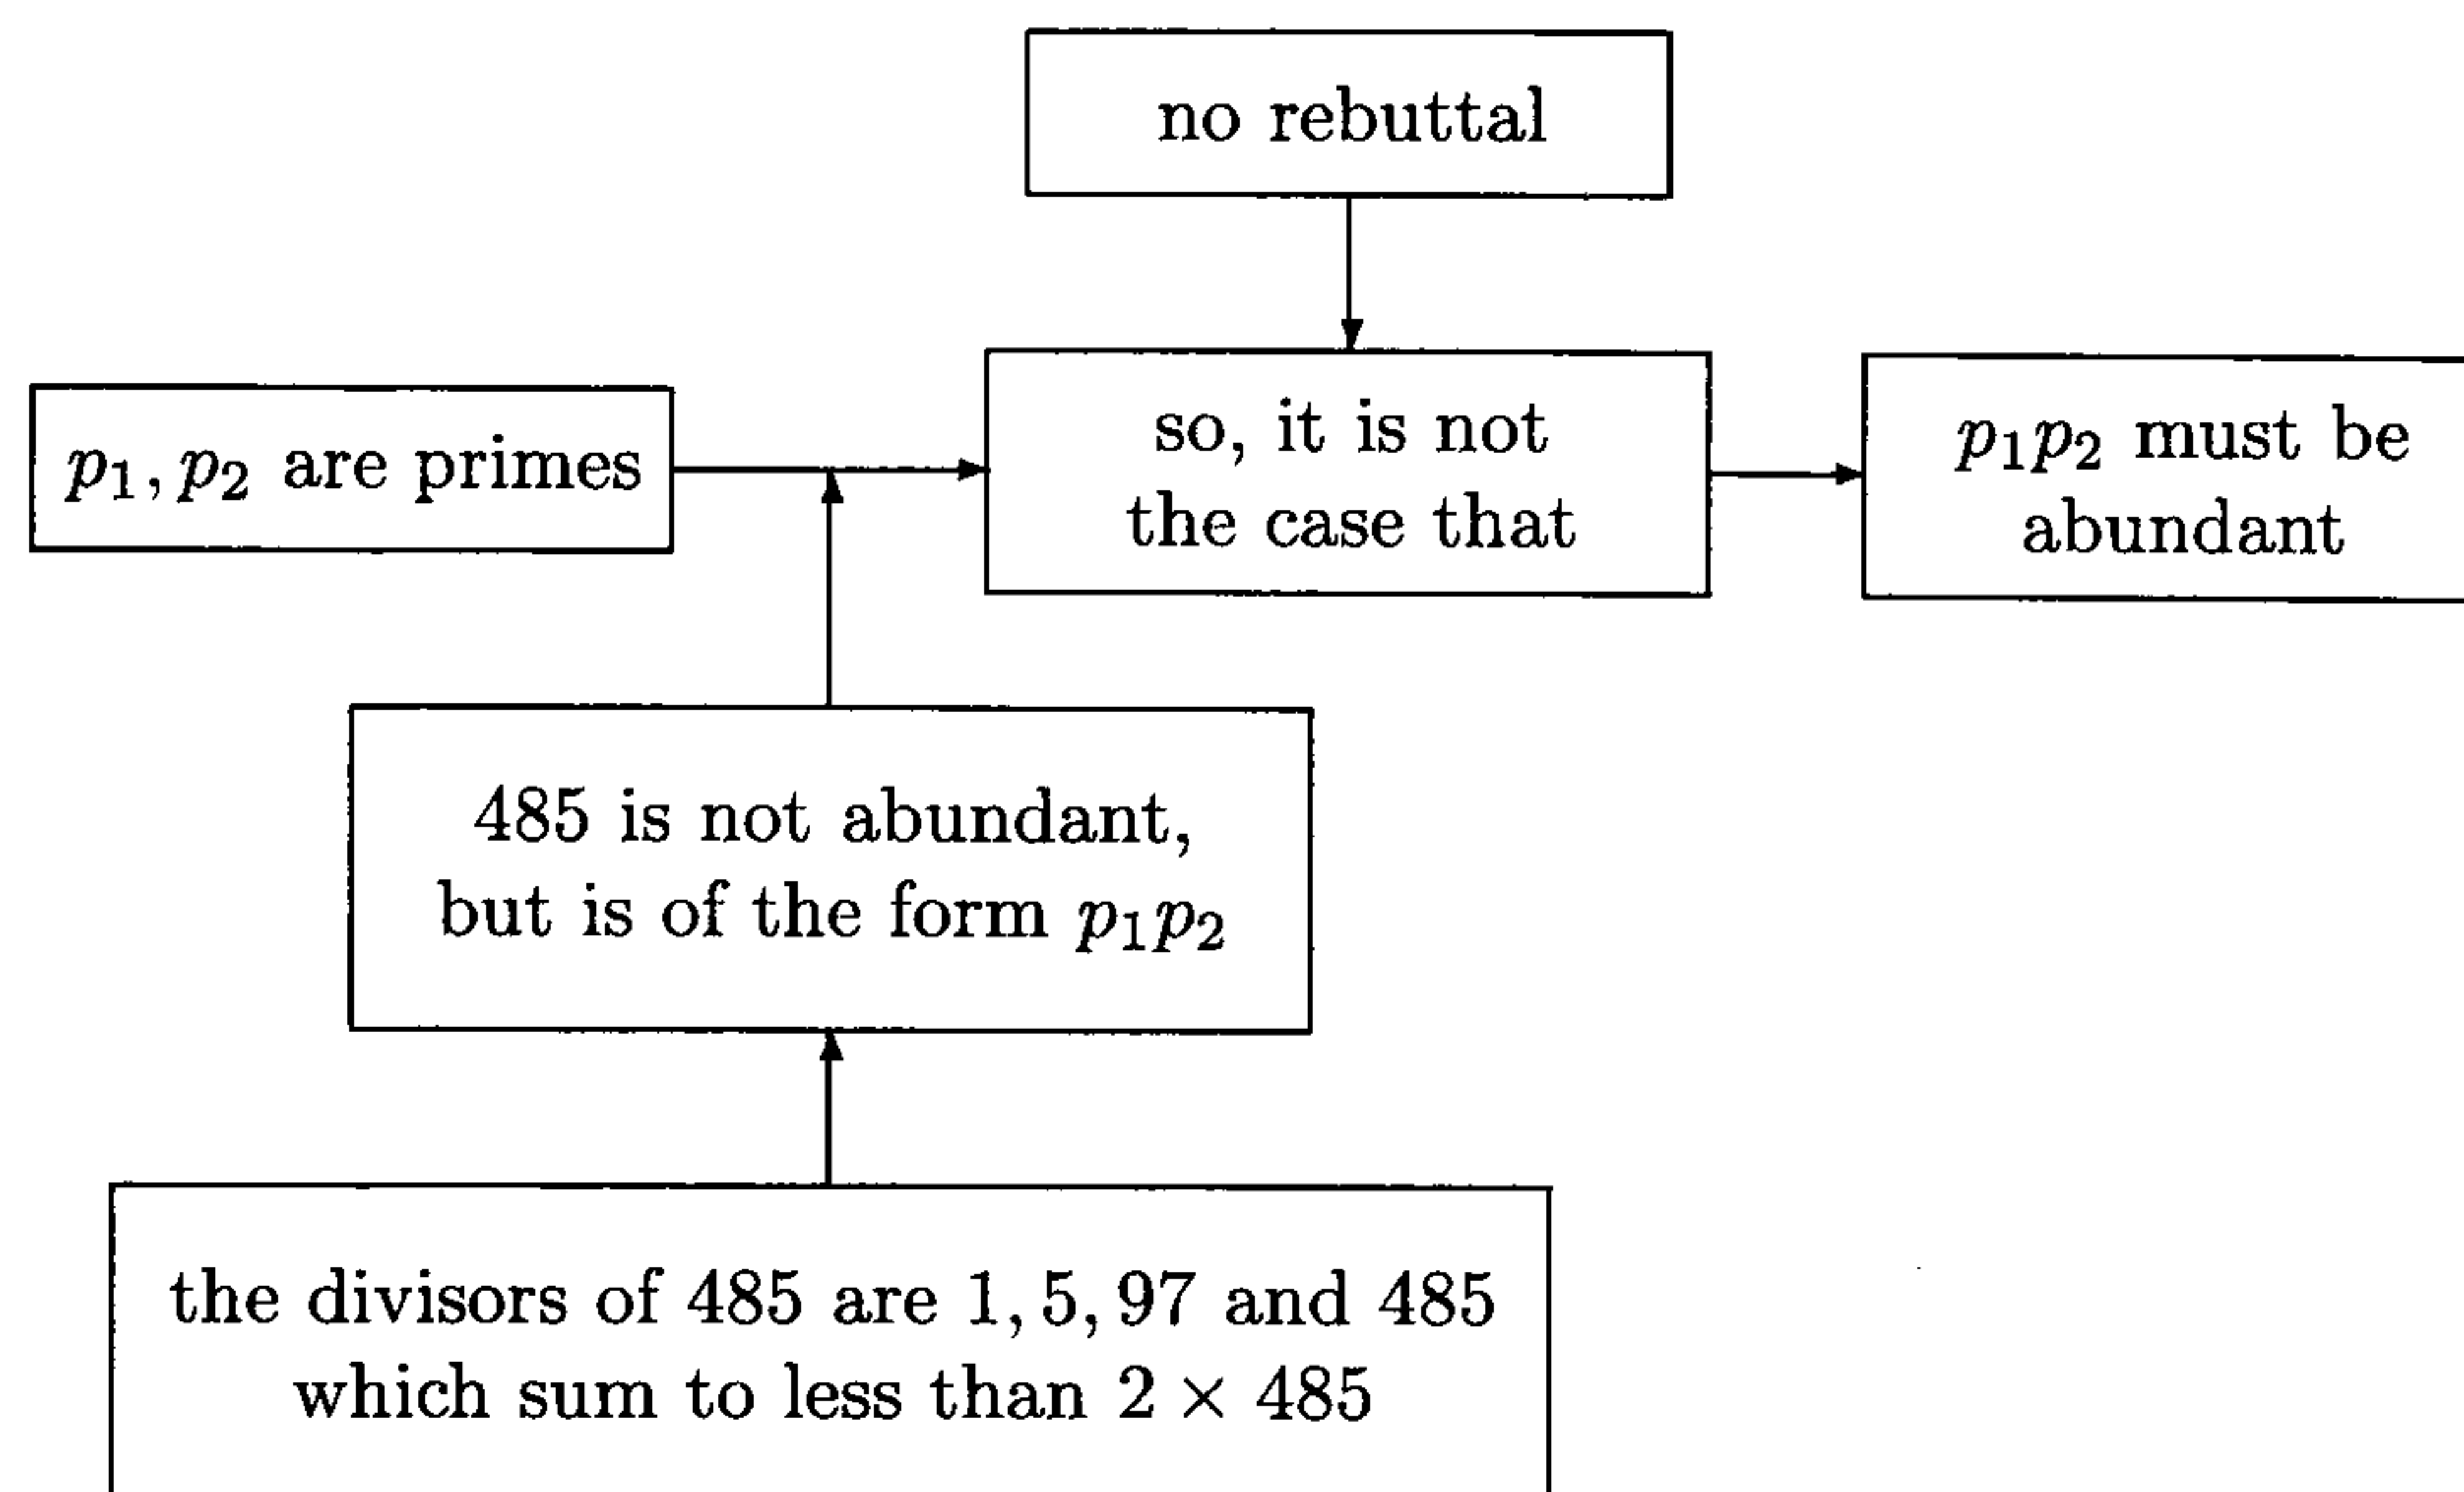 no rebuttal
p₁, p₂ are primes
so, it is not
the case that
p₁p₂ must be
abundant
485 is not abundant,
but is of the form p₁p₂
the divisors of 485 are 1, 5, 97 and 485
which sum to less than 2 × 485